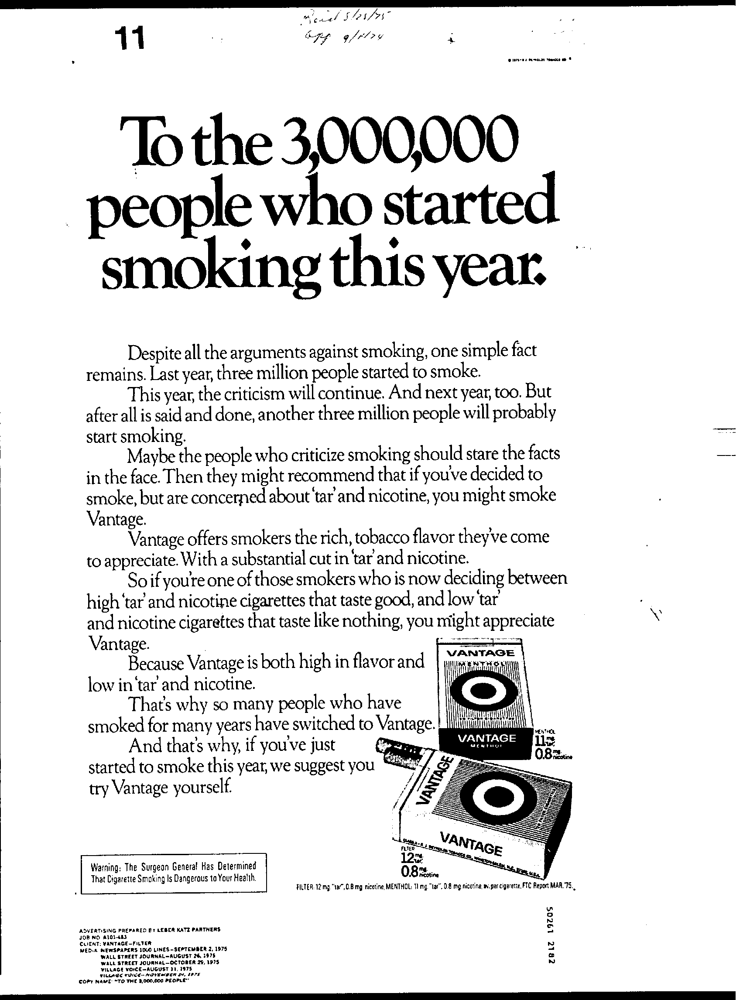 11
To the 3,000,000
people who started
smoking this year.
Despite all the arguments against smoking, one simple fact
remains. Last year, three million people started to smoke.
This year, the criticism will continue. And next year, too. But
after all is said and done, another three million people will probably
start smoking.
Maybe the people who criticize smoking should stare the facts
in the face. Then they might recommend that if you've decided to
smoke, but are concerned about 'tar' and nicotine, you might smoke
Vantage.
Vantage offers smokers the rich, tobacco flavor they've come
to appreciate. With a substantial cut in 'tar' and nicotine.
So if you're one of those smokers who is now deciding between
high 'tar' and nicotine cigarettes that taste good, and low 'tar'
and nicotine cigarettes that taste like nothing, you might appreciate
Vantage.
Because Vantage is both high in flavor and
low in 'tar' and nicotine.
That's why so many people who have
smoked for many years have switched to Vantage.
And that's why, if you've just
started to smoke this year, we suggest you
try Vantage yourself.
VANTAGE
MENTHOL
VANTAGE
MENTHOL
MENTHOL
11 mg. "tar"
0.8 mg. nicotine
VANTAGE
VANTAGE
FILTER
12 mg. "tar"
0.8 mg. nicotine
Warning: The Surgeon General Has Determined
That Cigarette Smoking Is Dangerous to Your Health.
FILTER: 12 mg. "tar", 0.8 mg. nicotine, MENTHOL: 11 mg. "tar", 0.8 mg. nicotine, av. per cigarette, FTC Report MAR. '75.
50261 2182
ADVERTISING PREPARED BY LEBER KATZ PARTNERS
JOB NO. A101-483
CLIENT: VANTAGE-FILTER
MEDIA: NEWSPAPERS 1000 LINES-SEPTEMBER 2, 1975
WALL STREET JOURNAL-AUGUST 26, 1975
WALL STREET JOURNAL-OCTOBER 29, 1975
VILLAGE VOICE-AUGUST 11, 1975
VILLAGE VOICE-NOVEMBER
COPY NAME "TO THE 3,000,000 PEOPLE"